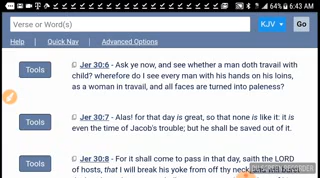 64% 6:43 AM
Verse or Word(s) KJV Go
Help Quick Nav Advanced Options
Tools Jer 30:6 - Ask ye now, and see whether a man doth travail with
child? wherefore do I see every man with his hands on his loins,
as a woman in travail, and all faces are turned into paleness?
Tools Jer 30:7 - Alas! for that day is great, so that none is like it: it is
even the time of Jacob's trouble; but he shall be saved out of it.
Tools Jer 30:8 - For it shall come to pass in that day, saith the LORD
of hosts, that I will break his yoke from off thy neck, and will burst